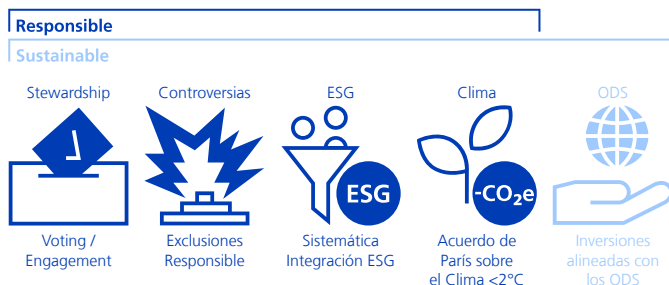 Responsible
Sustainable
Stewardship
Controversias
ESG
Clima
ODS
ESG
-CO₂e
Voting /
Engagement
Exclusiones
Responsible
Sistemática
Integración ESG
Acuerdo de
París sobre
el Clima <2°C
Inversiones
alineadas con
los ODS